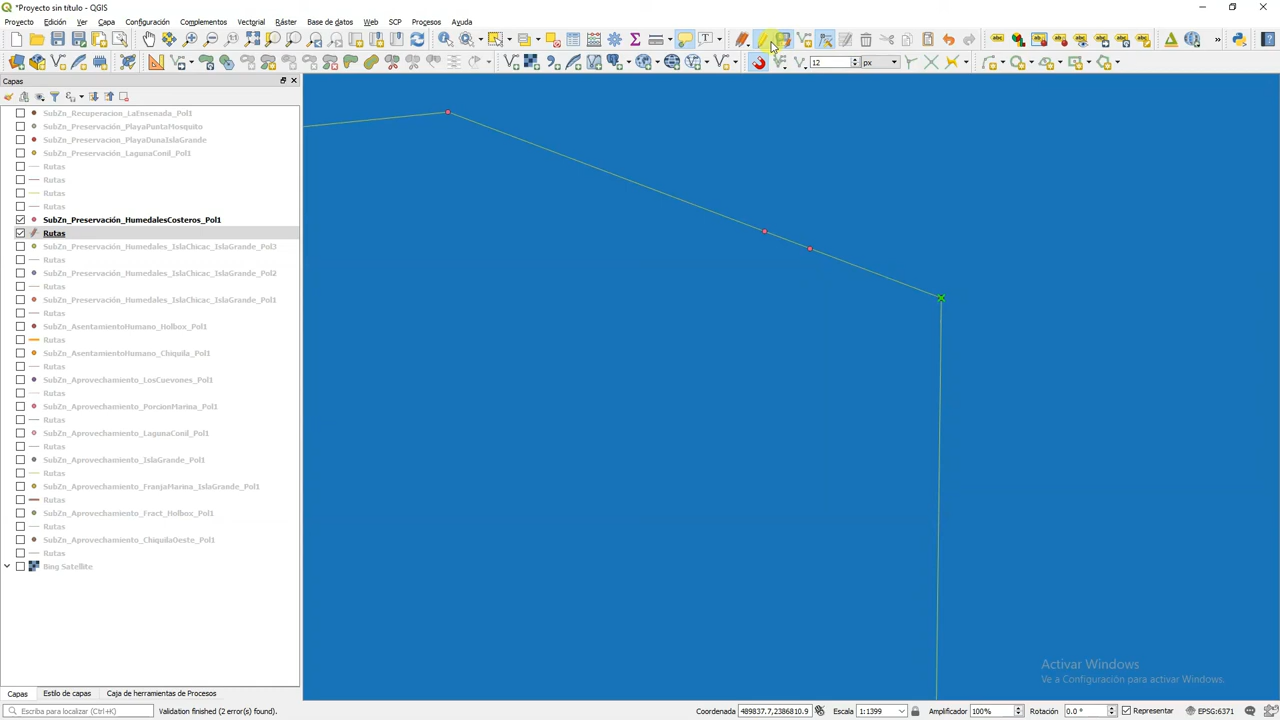 *Proyecto sin título - QGIS
Proyecto Edición Ver Capa Configuración Complementos Vectorial Ráster Base de datos Web SCP Procesos Ayuda
12 px
Capas
SubZn_Recuperacion_LaEnsenada_Pol1
SubZn_Preservación_PlayaPuntaMosquito
SubZn_Preservacion_PlayaDunaIslaGrande
SubZn_Preservación_LagunaConil_Pol1
Rutas
Rutas
Rutas
Rutas
SubZn_Preservación_HumedalesCosteros_Pol1
Rutas
SubZn_Preservación_Humedales_IslaChicac_IslaGrande_Pol3
Rutas
SubZn_Preservación_Humedales_IslaChicac_IslaGrande_Pol2
Rutas
SubZn_Preservación_Humedales_IslaChicac_IslaGrande_Pol1
Rutas
SubZn_AsentamientoHumano_Holbox_Pol1
Rutas
SubZn_AsentamientoHumano_Chiquila_Pol1
Rutas
SubZn_Aprovechamiento_LosCuevones_Pol1
Rutas
SubZn_Aprovechamiento_PorcionMarina_Pol1
Rutas
SubZn_Aprovechamiento_LagunaConil_Pol1
Rutas
SubZn_Aprovechamiento_IslaGrande_Pol1
Rutas
SubZn_Aprovechamiento_FranjaMarina_IslaGrande_Pol1
Rutas
SubZn_Aprovechamiento_Fract_Holbox_Pol1
Rutas
SubZn_Aprovechamiento_ChiquilaOeste_Pol1
Rutas
Bing Satellite
Activar Windows
Ve a Configuración para activar Windows.
Capas Estilo de capas Caja de herramientas de Procesos
Escriba para localizar (Ctrl+K) Validation finished (2 error(s) found). Coordenada 489837.7,2386810.9 Escala 1:1399 Amplificador 100% Rotación 0.0 ° Representar EPSG:6371